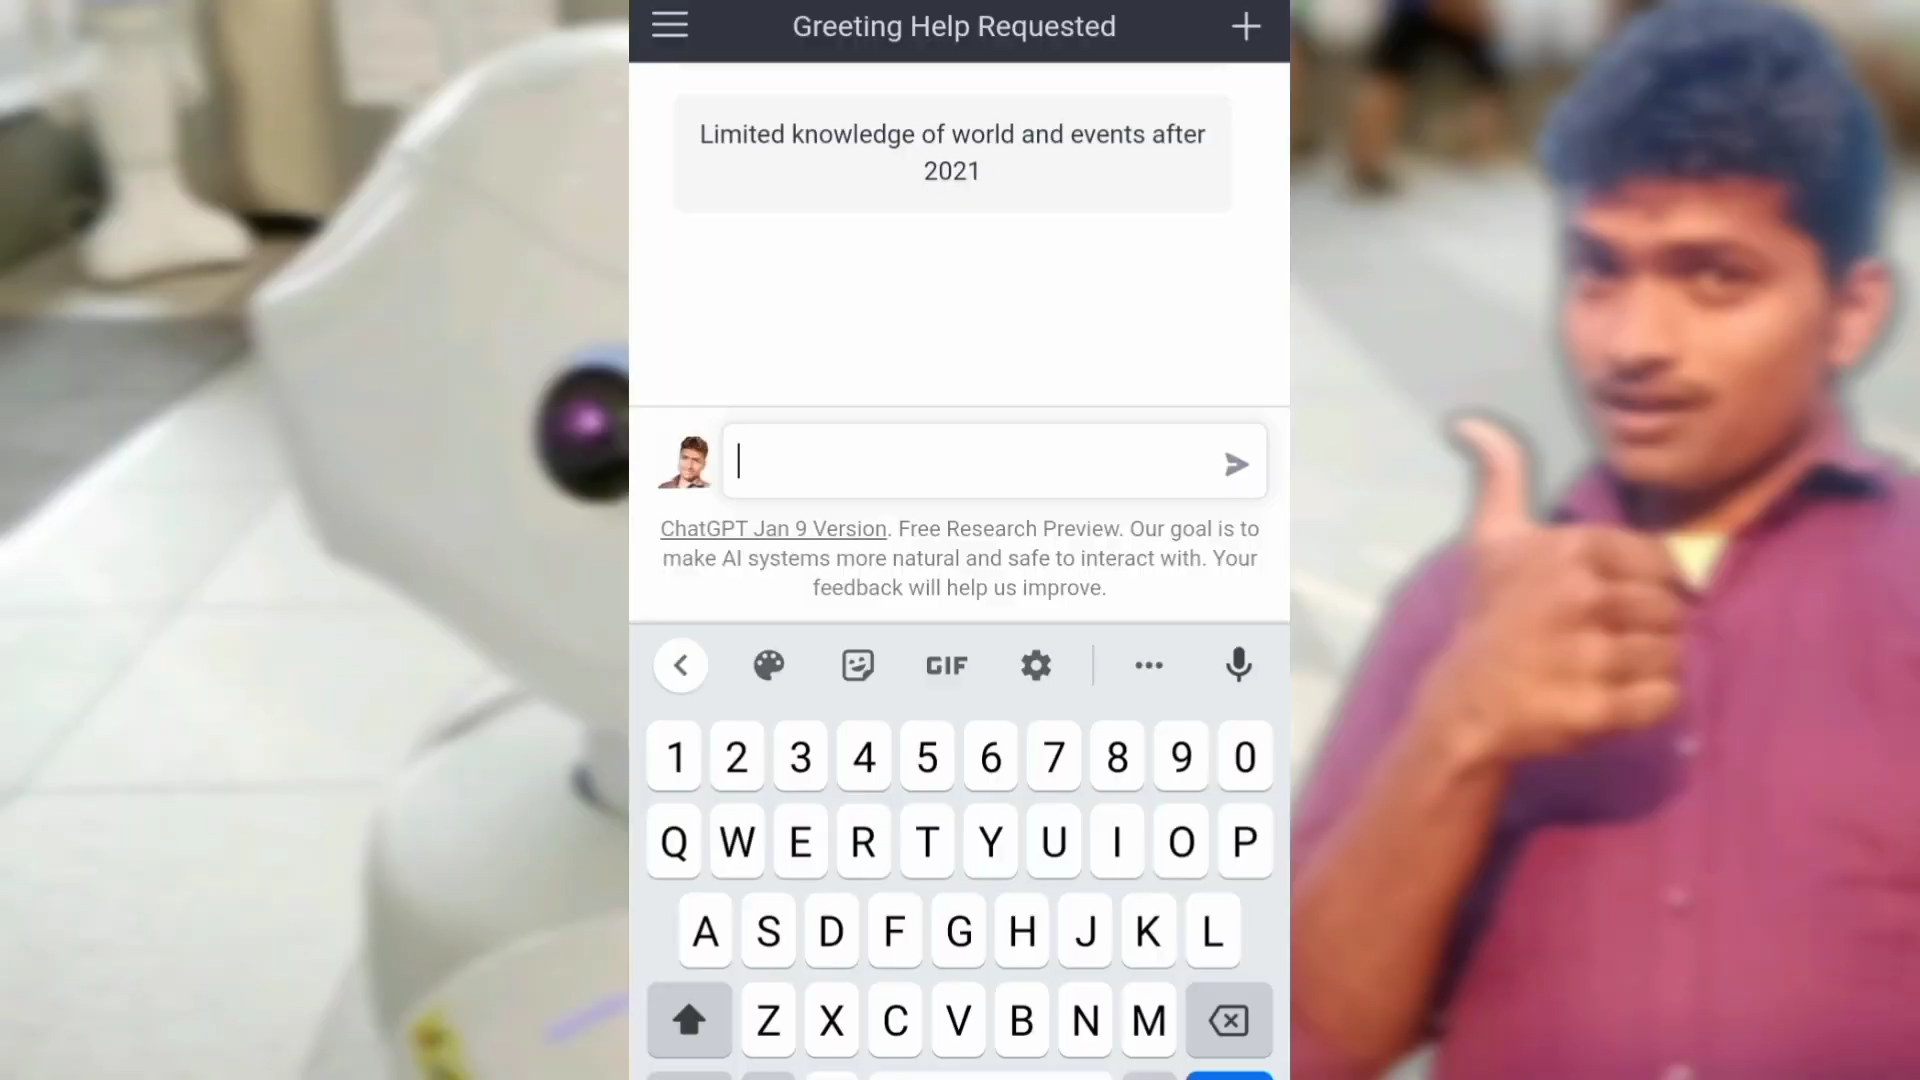 Greeting Help Requested
Limited knowledge of world and events after
2021
ChatGPT Jan 9 Version. Free Research Preview. Our goal is to
make AI systems more natural and safe to interact with. Your
feedback will help us improve.
GIF
1 2 3 4 5 6 7 8 9 0
Q W E R T Y U I O P
A S D F G H J K L
Z X C V B N M